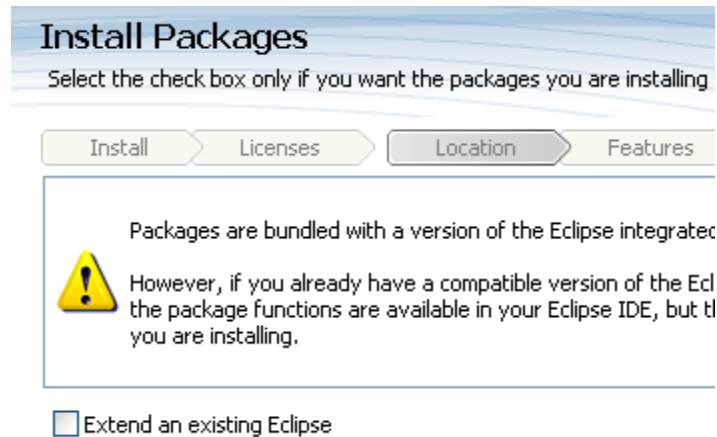 Install Packages
Select the check box only if you want the packages you are installing
Install Licenses Location Features
Packages are bundled with a version of the Eclipse integrated
However, if you already have a compatible version of the Ecl
the package functions are available in your Eclipse IDE, but th
you are installing.
Extend an existing Eclipse